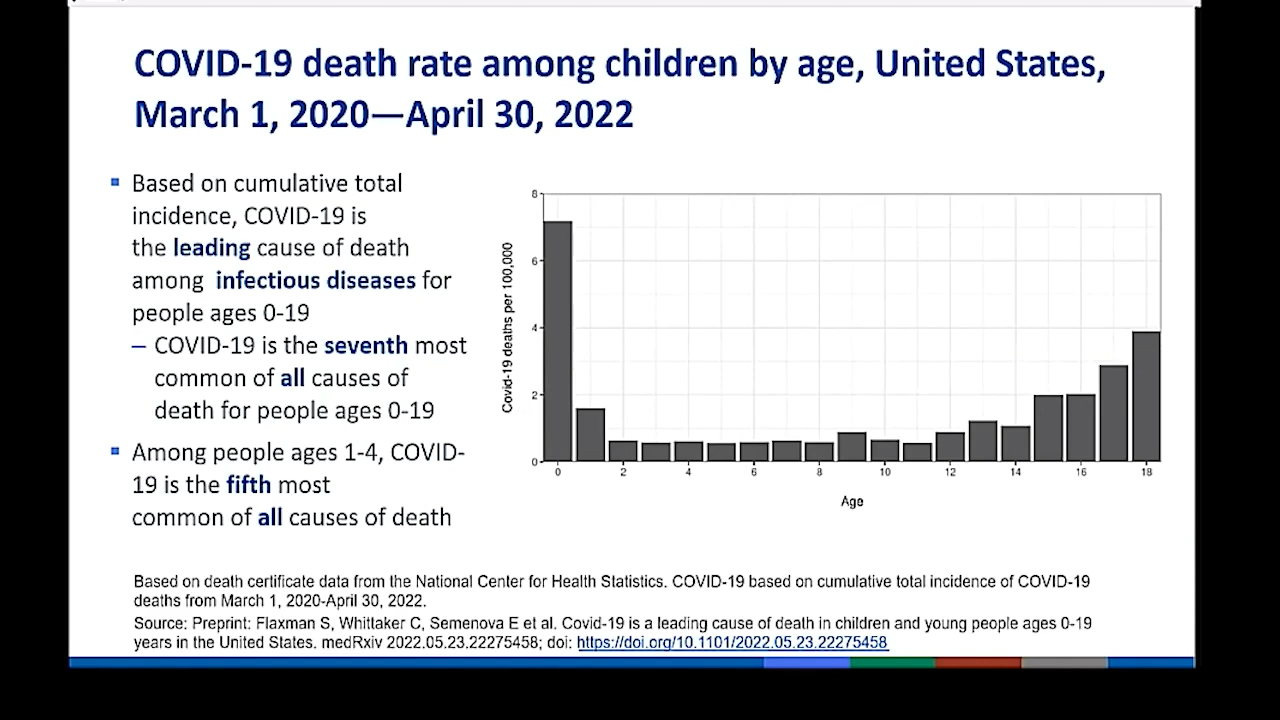 COVID-19 death rate among children by age, United States,
March 1, 2020—April 30, 2022
Based on cumulative total
incidence, COVID-19 is
the leading cause of death
among infectious diseases for
people ages 0-19
– COVID-19 is the seventh most
common of all causes of
death for people ages 0-19
Among people ages 1-4, COVID-
19 is the fifth most
common of all causes of death
Covid-19 deaths per 100,000
8
6
4
2
0
0 2 4 6 8 10 12 14 16 18
Age
Based on death certificate data from the National Center for Health Statistics. COVID-19 based on cumulative total incidence of COVID-19
deaths from March 1, 2020-April 30, 2022.
Source: Preprint: Flaxman S, Whittaker C, Semenova E et al. Covid-19 is a leading cause of death in children and young people ages 0-19
years in the United States. medRxiv 2022.05.23.22275458; doi: https://doi.org/10.1101/2022.05.23.22275458